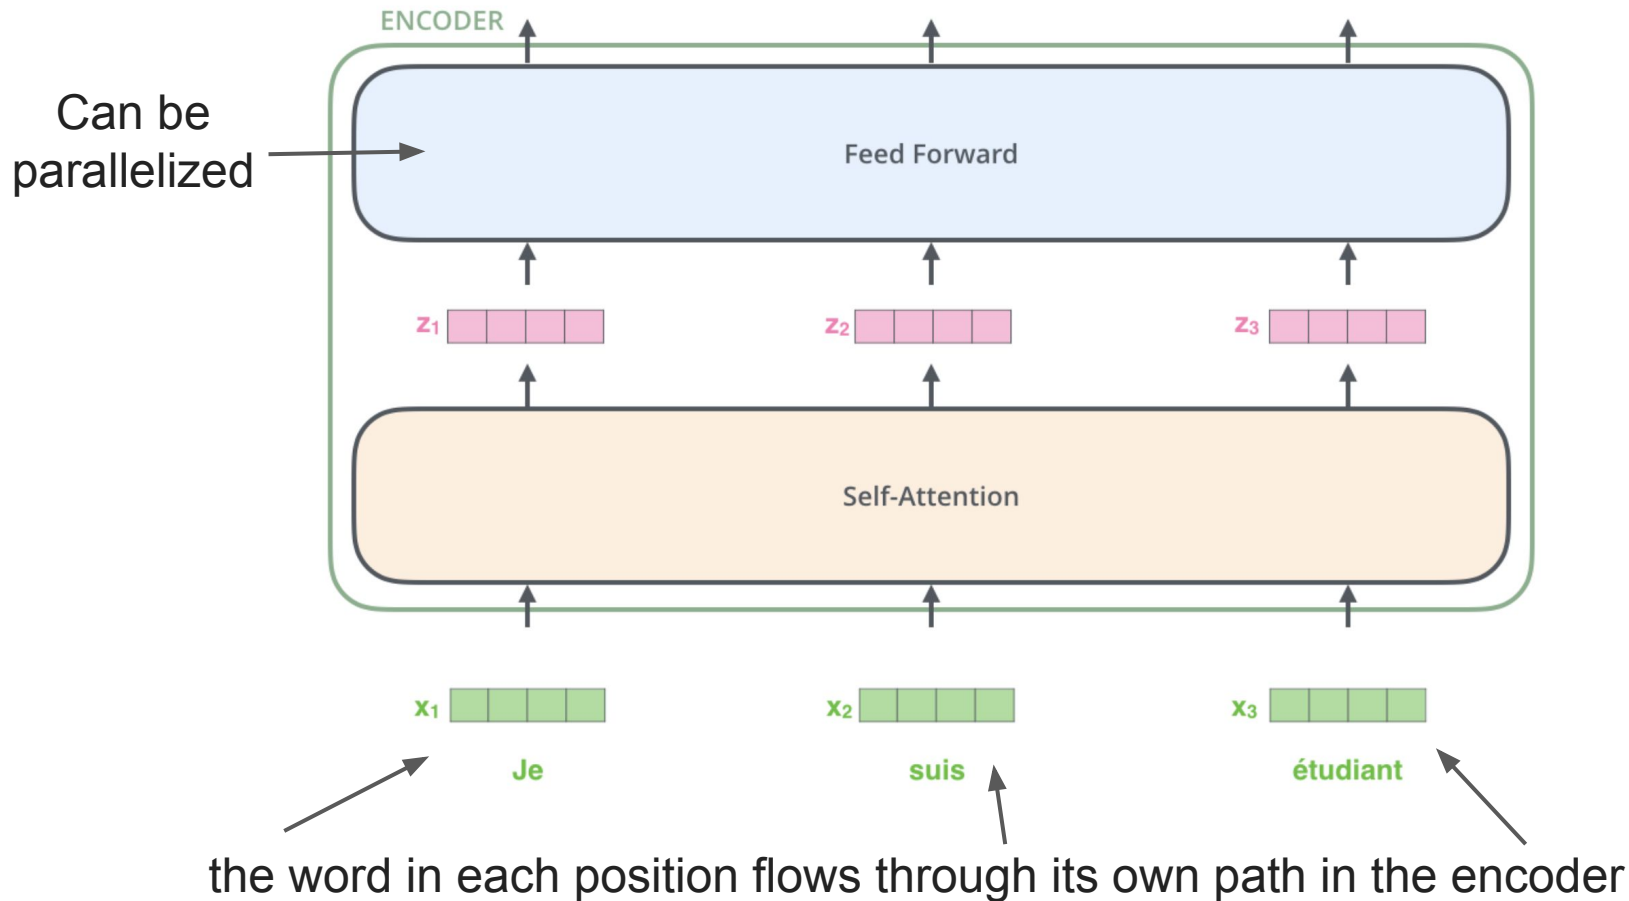 ENCODER
Can be
parallelized
Feed Forward
z₁ z₂ z₃
Self-Attention
x₁ x₂ x₃
Je suis étudiant
the word in each position flows through its own path in the encoder